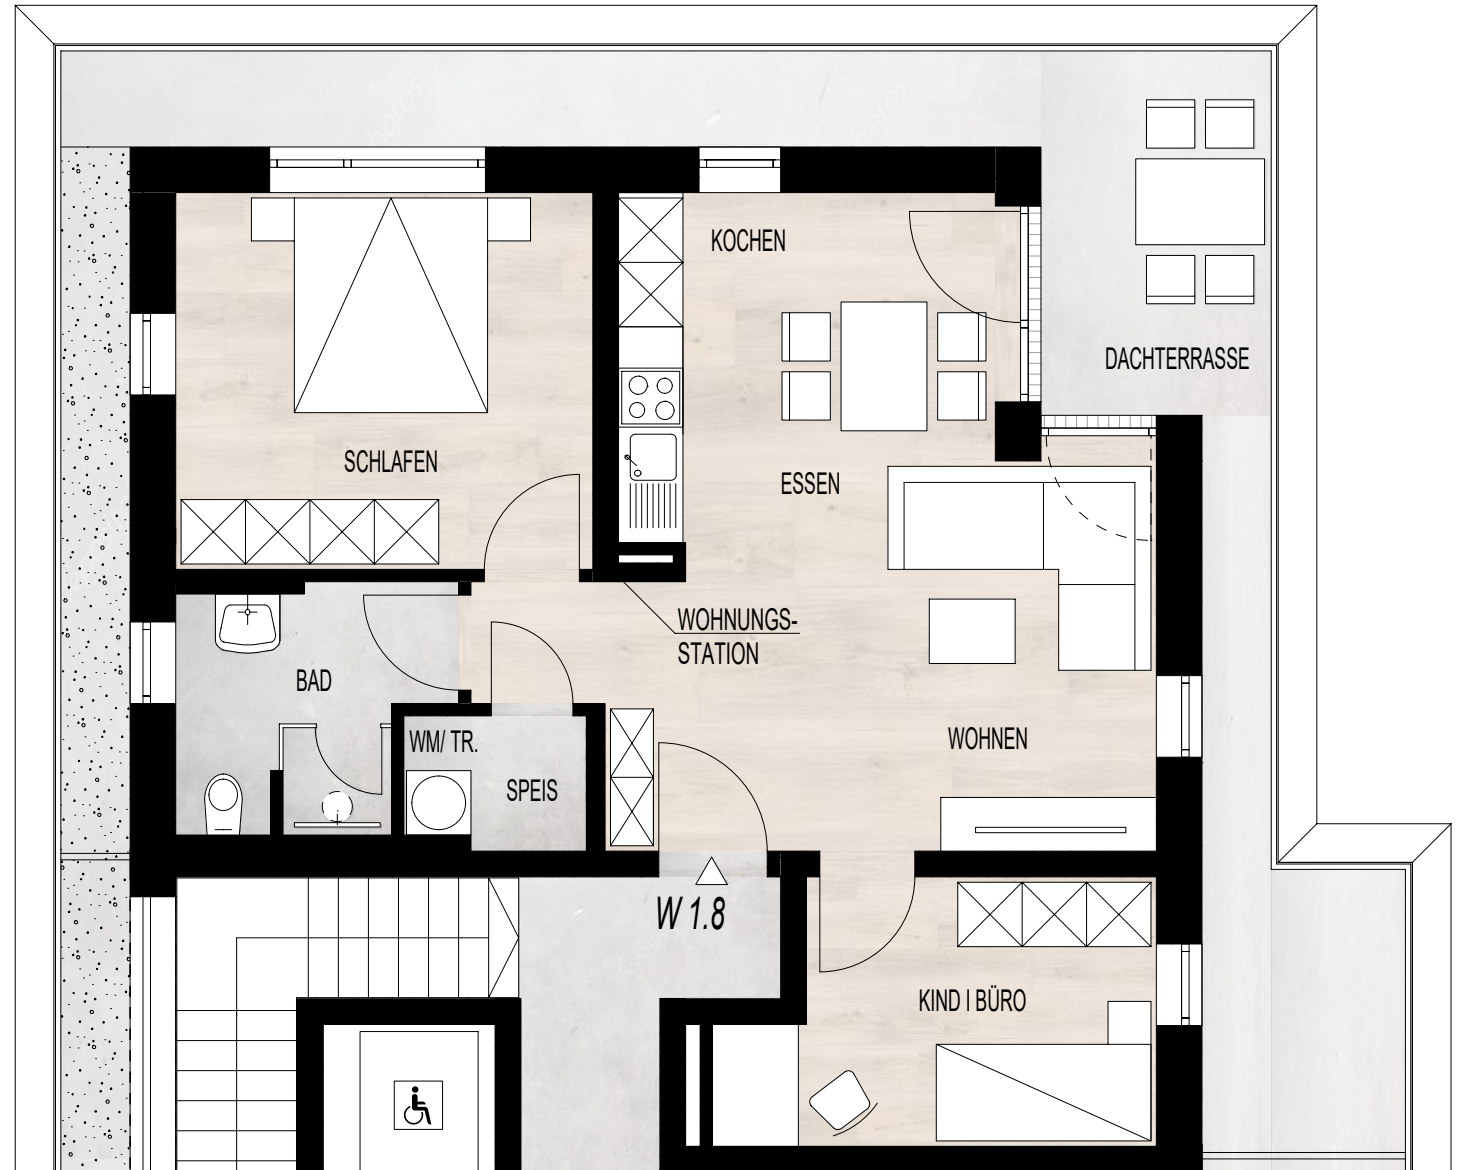 KOCHEN
DACHTERRASSE
SCHLAFEN
ESSEN
WOHNUNGS-
STATION
BAD
WM/ TR.
SPEIS
WOHNEN
W 1.8
KIND I BÜRO